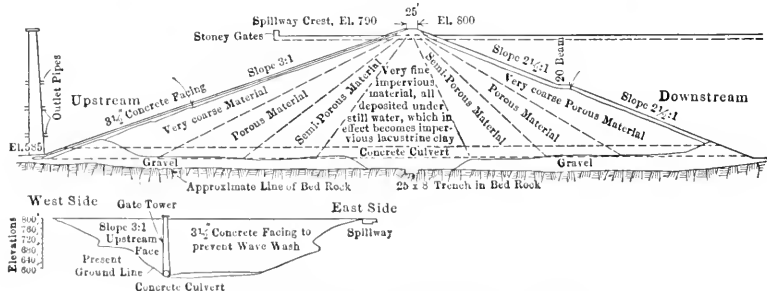 25'
Spillway Crest, El. 790
El. 800
Stoney Gates
Slope 3:1
Slope 2½:1
20 Beam
Outlet Pipes
Upstream
3½" Concrete Facing
Very coarse Material
Porous Material
Semi-Porous Material
Very fine
impervious
material, all
deposited under
still water, which in
effect becomes imper-
vious lacustrine clay
Semi-Porous Material
Porous Material
Very coarse Porous Material
Slope 2½:1
Downstream
El.585
Concrete Culvert
Gravel
Gravel
Approximate Line of Bed Rock
25 x 8 Trench in Bed Rock
West Side
Gate Tower
East Side
Elevations
800'
760
720
680
640
600
Slope 3:1
Upstream
Face
Present
Ground Line
3½" Concrete Facing to
prevent Wave Wash
Spillway
Concrete Culvert